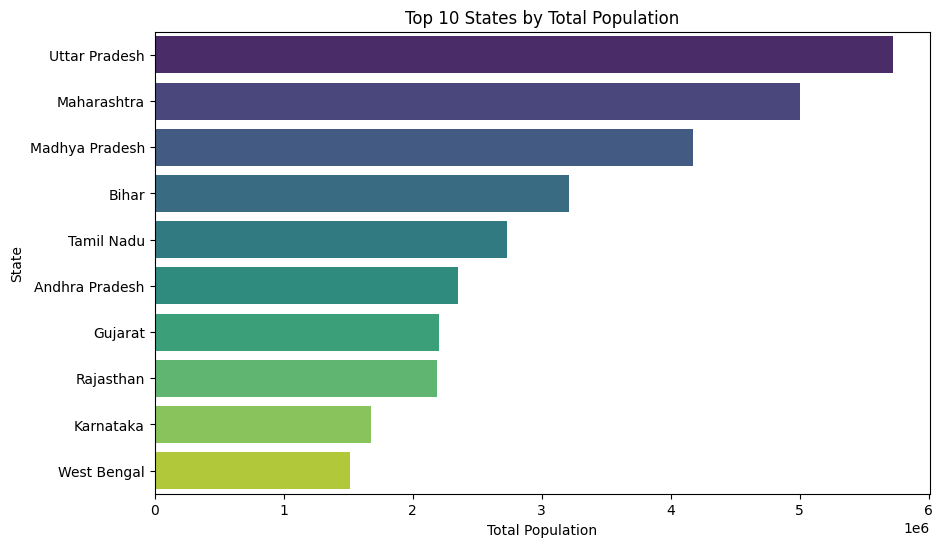 Top 10 States by Total Population
Uttar Pradesh
Maharashtra
Madhya Pradesh
Bihar
Tamil Nadu
Andhra Pradesh
Gujarat
Rajasthan
Karnataka
West Bengal
State
0 1 2 3 4 5 6
1e6
Total Population